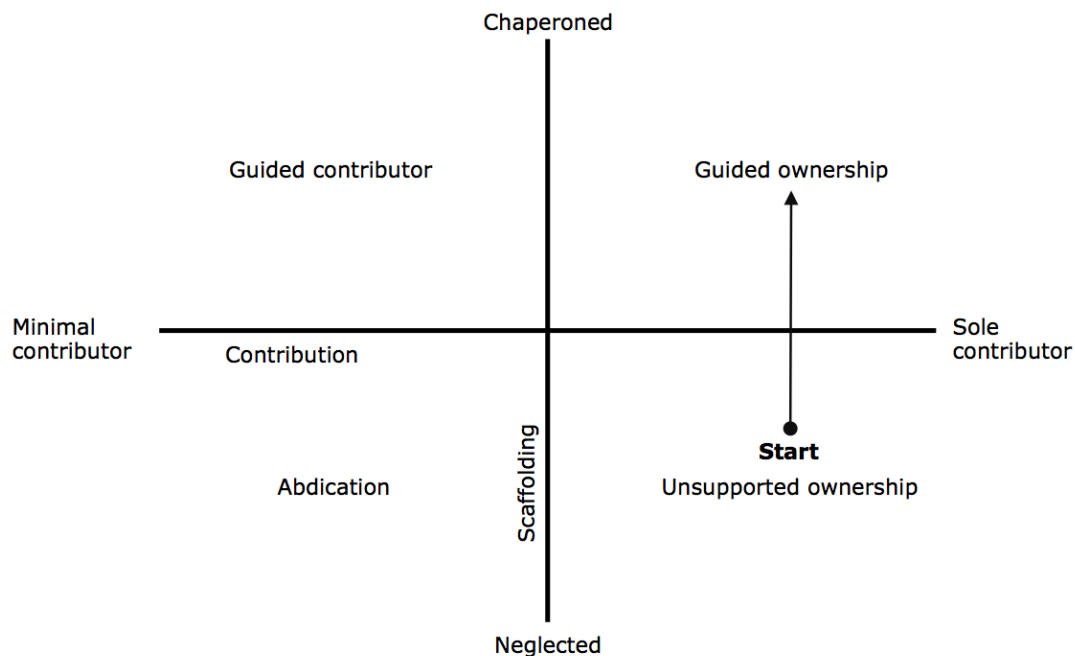 Chaperoned
Guided contributor
Guided ownership
Minimal
contributor
Sole
contributor
Contribution
Scaffolding
Start
Abdication
Unsupported ownership
Neglected